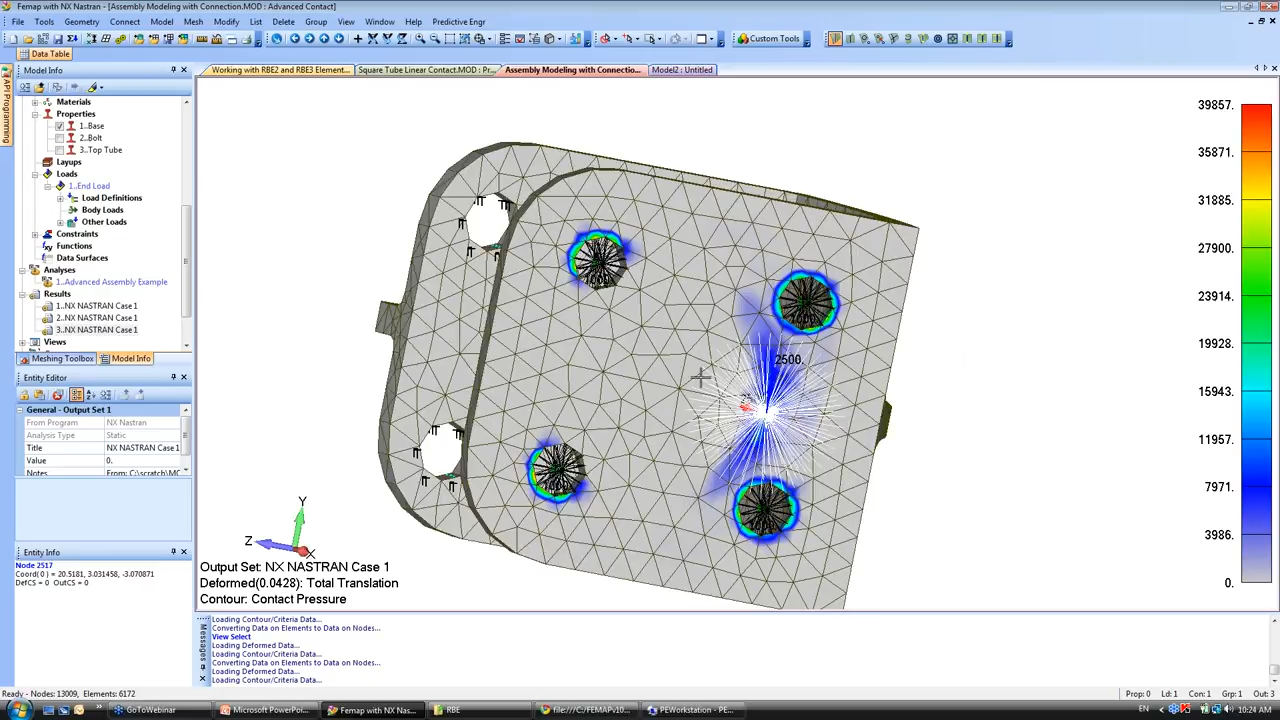 Femap with NX Nastran - [Assembly Modeling with Connection.MOD : Advanced Contact]
File Tools Geometry Connect Model Mesh Modify List Delete Group View Window Help Predictive Engr
Custom Tools
Data Table
Model Info
Working with RBE2 and RBE3 Element... Square Tube Linear Contact.MOD : Pr... Assembly Modeling with Connectio... Model2 : Untitled
API Programming
Materials
Properties
1..Base
2..Bolt
3..Top Tube
Layups
Loads
1..End Load
Load Definitions
Body Loads
Other Loads
Constraints
Functions
Data Surfaces
Analyses
1..Advanced Assembly Example
Results
1..NX NASTRAN Case 1
2..NX NASTRAN Case 1
3..NX NASTRAN Case 1
Views
Meshing Toolbox Model Info
Entity Editor
General - Output Set 1
From Program NX Nastran
Analysis Type Static
Title NX NASTRAN Case 1
Value 0.
Notes From: C:\scratch\MC
Entity Info
Node 2517
Coord( 0 ) = 20.5181, 3.031458, -3.070871
DefCS = 0 OutCS = 0
2500.
39857.
35871.
31885.
27900.
23914.
19928.
15943.
11957.
7971.
3986.
0.
Y
Z
X
Output Set: NX NASTRAN Case 1
Deformed(0.0428): Total Translation
Contour: Contact Pressure
Messages
Loading Contour/Criteria Data...
Converting Data on Elements to Data on Nodes...
View Select
Loading Deformed Data...
Loading Contour/Criteria Data...
Converting Data on Elements to Data on Nodes...
Loading Deformed Data...
Loading Contour/Criteria Data...
Ready - Nodes: 13009, Elements: 6172
Prop: 0 Ld: 1 Con: 1 Grp: 1 Out: 3
GoToWebinar Microsoft PowerPoi... Femap with NX Nas... RBE file:///C:/FEMAPv10... PEWorkstation - PE... EN 10:24 AM